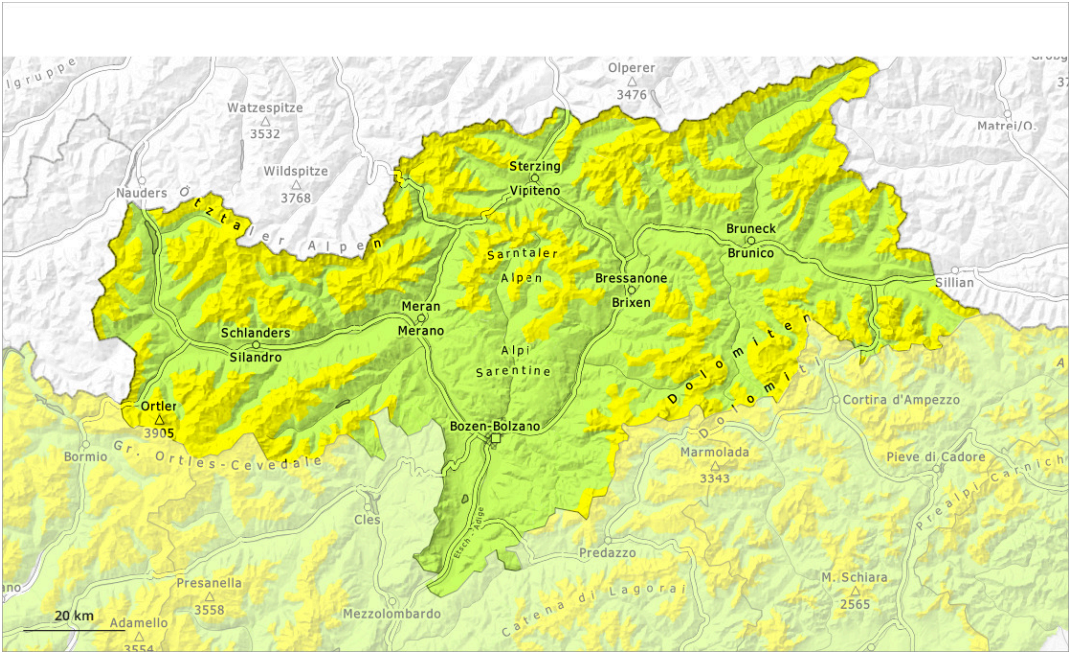 lgruppe
Olperer
3476
Watzespitze
3532
Matrei/O.
Wildspitze
3768
Nauders
Ötztaler Alpen
Sterzing
Vipiteno
Bruneck
Brunico
Sarntaler
Alpen
Bressanone
Brixen
Sillian
Meran
Merano
Schlanders
Silandro
Alpi
Sarentine
Dolomiten
Dolomiti
Ortler
3905
Cortina d'Ampezzo
Bozen-Bolzano
Bormio
Gr. Ortles-Cevedale
Marmolada
3343
Pieve di Cadore
Prealpi Carnich
Cles
Etsch - Adige
Predazzo
Presanella
3558
M. Schiara
2565
ano
Mezzolombardo
Catena di Lagorai
20 km
Adamello
3554